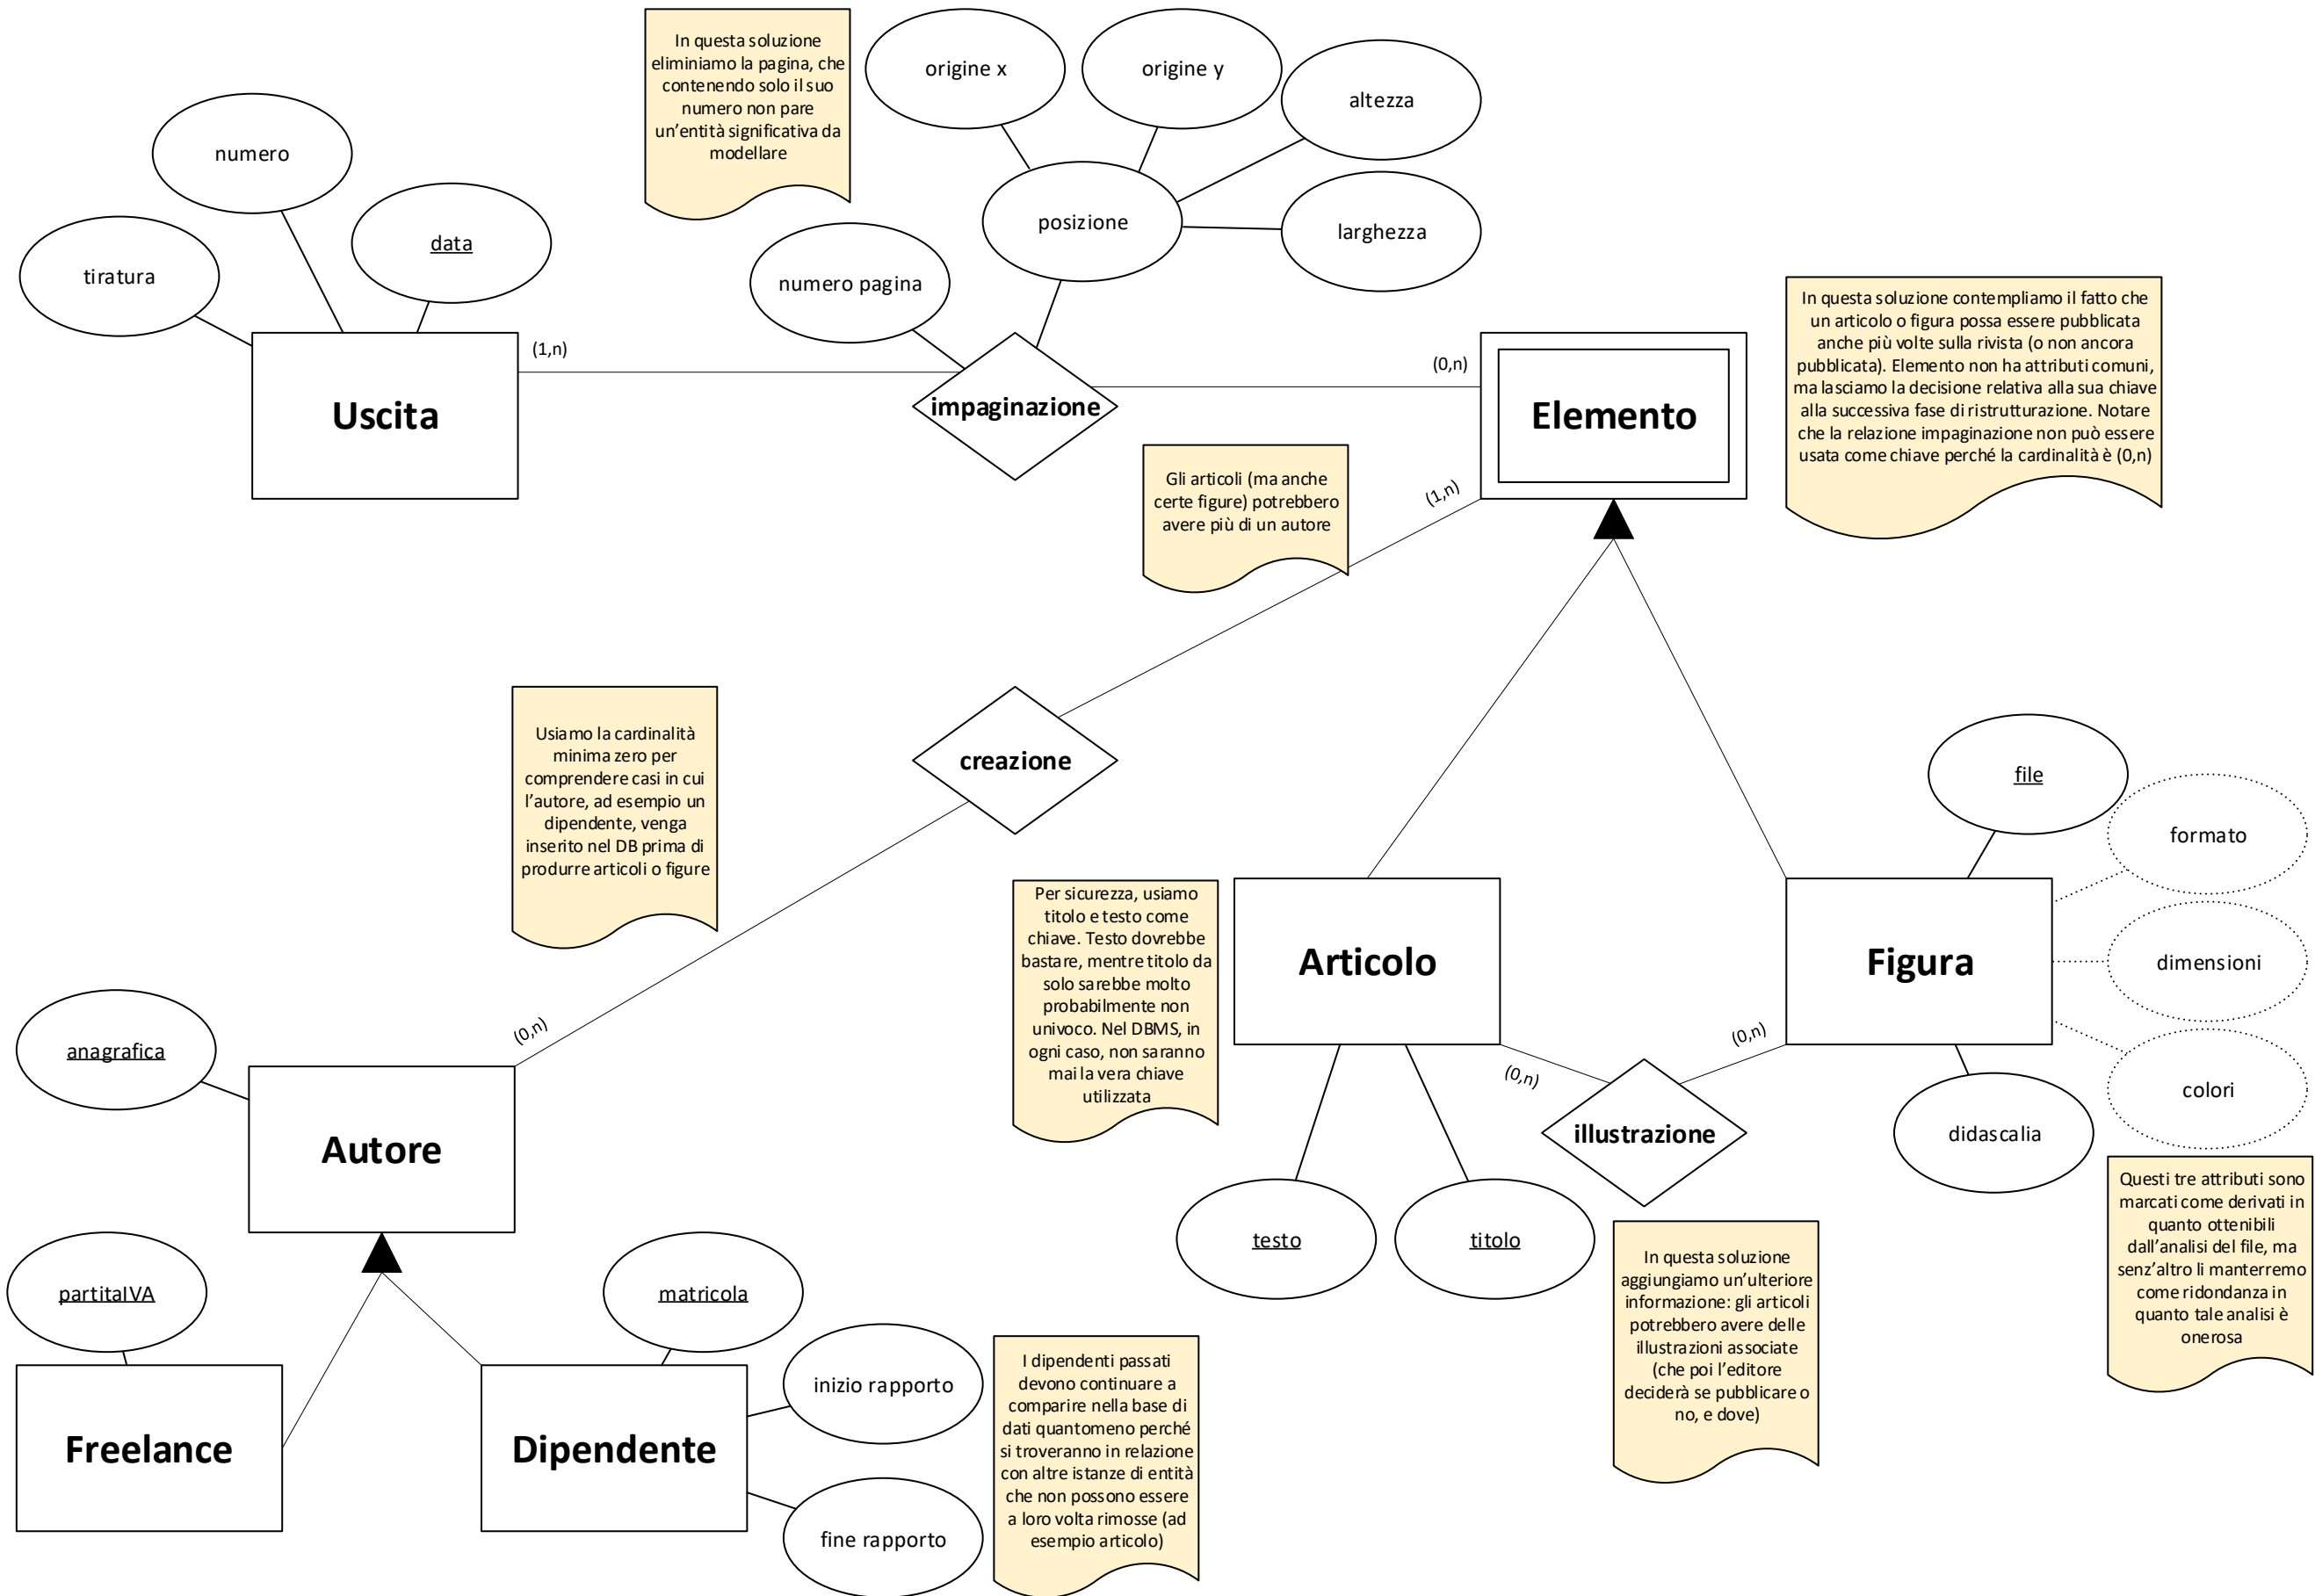 In questa soluzione
eliminiamo la pagina, che
contenendo solo il suo
numero non pare
un'entità significativa da
modellare
origine x
origine y
altezza
numero
posizione
larghezza
data
tiratura
numero pagina
In questa soluzione contempliamo il fatto che
un articolo o figura possa essere pubblicata
anche più volte sulla rivista (o non ancora
pubblicata). Elemento non ha attributi comuni,
ma lasciamo la decisione relativa alla sua chiave
alla successiva fase di ristrutturazione. Notare
che la relazione impaginazione non può essere
usata come chiave perché la cardinalità è (0,n)
(1,n)
(0,n)
Uscita
impaginazione
Elemento
Gli articoli (ma anche
certe figure) potrebbero
avere più di un autore
(1,n)
Usiamo la cardinalità
minima zero per
comprendere casi in cui
l'autore, ad esempio un
dipendente, venga
inserito nel DB prima di
produrre articoli o figure
creazione
file
formato
dimensioni
colori
Per sicurezza, usiamo
titolo e testo come
chiave. Testo dovrebbe
bastare, mentre titolo da
solo sarebbe molto
probabilmente non
univoco. Nel DBMS, in
ogni caso, non saranno
mai la vera chiave
utilizzata
Articolo
Figura
(0,n)
anagrafica
(0,n)
(0,n)
Autore
illustrazione
didascalia
testo
titolo
Questi tre attributi sono
marcati come derivati in
quanto ottenibili
dall'analisi del file, ma
senz'altro li manterremo
come ridondanza in
quanto tale analisi è
onerosa
In questa soluzione
aggiungiamo un'ulteriore
informazione: gli articoli
potrebbero avere delle
illustrazioni associate
(che poi l'editore
deciderà se pubblicare o
no, e dove)
partitaIVA
matricola
inizio rapporto
Freelance
Dipendente
fine rapporto
I dipendenti passati
devono continuare a
comparire nella base di
dati quantomeno perché
si troveranno in relazione
con altre istanze di entità
che non possono essere
a loro volta rimosse (ad
esempio articolo)